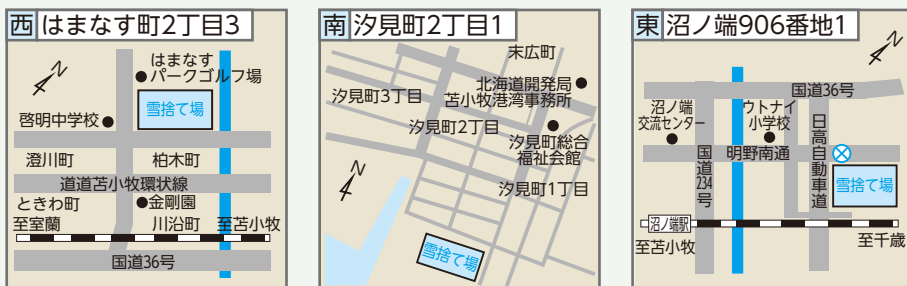 西 はまなす町2丁目3
N
はまなす
パークゴルフ場
雪捨て場
啓明中学校
澄川町
柏木町
道道苫小牧環状線
ときわ町
金剛園
至室蘭
川沿町
至苫小牧
国道36号
南 汐見町2丁目1
末広町
北海道開発局
苫小牧港湾事務所
汐見町3丁目
汐見町2丁目
汐見町総合
福祉会館
N
汐見町1丁目
雪捨て場
東 沼ノ端906番地1
N
国道36号
沼ノ端
交流センター
ウトナイ
小学校
日高自動車道
国道234号
明野南通
雪捨て場
沼ノ端駅
至苫小牧
至千歳